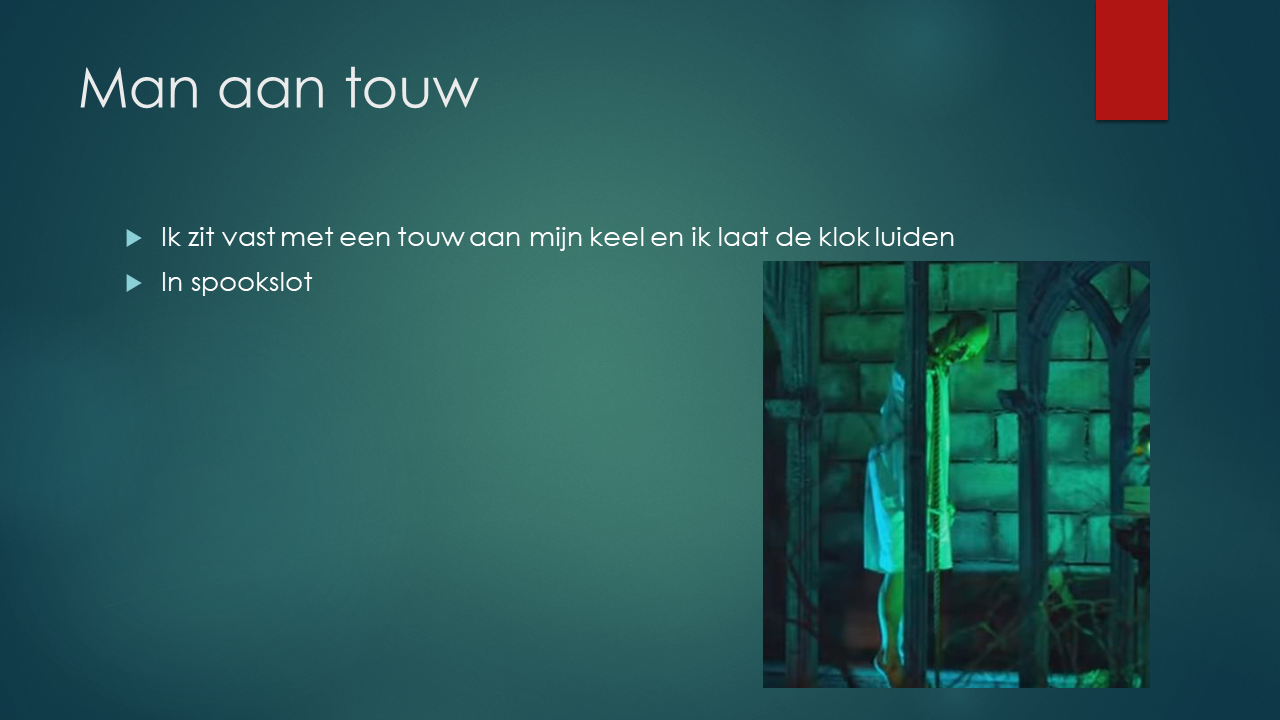 Man aan touw
Ik zit vast met een touw aan mijn keel en ik laat de klok luiden
In spookslot